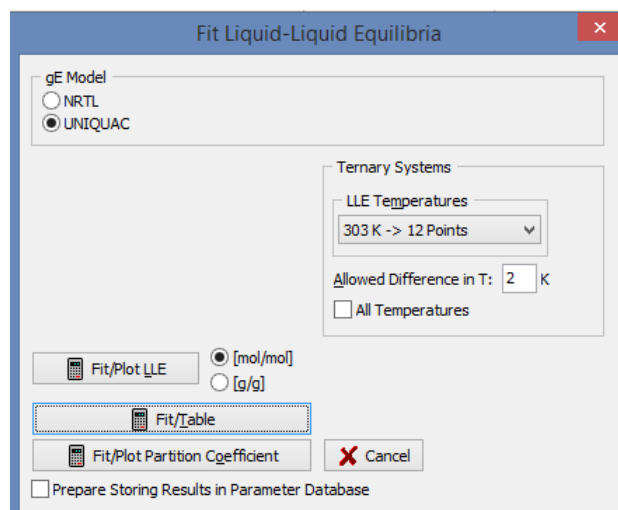 Fit Liquid-Liquid Equilibria
gE Model
NRTL
UNIQUAC
Ternary Systems
LLE Temperatures
303 K -> 12 Points
Allowed Difference in T: 2 K
All Temperatures
Fit/Plot LLE
[mol/mol]
[g/g]
Fit/Table
Fit/Plot Partition Coefficient
Cancel
Prepare Storing Results in Parameter Database